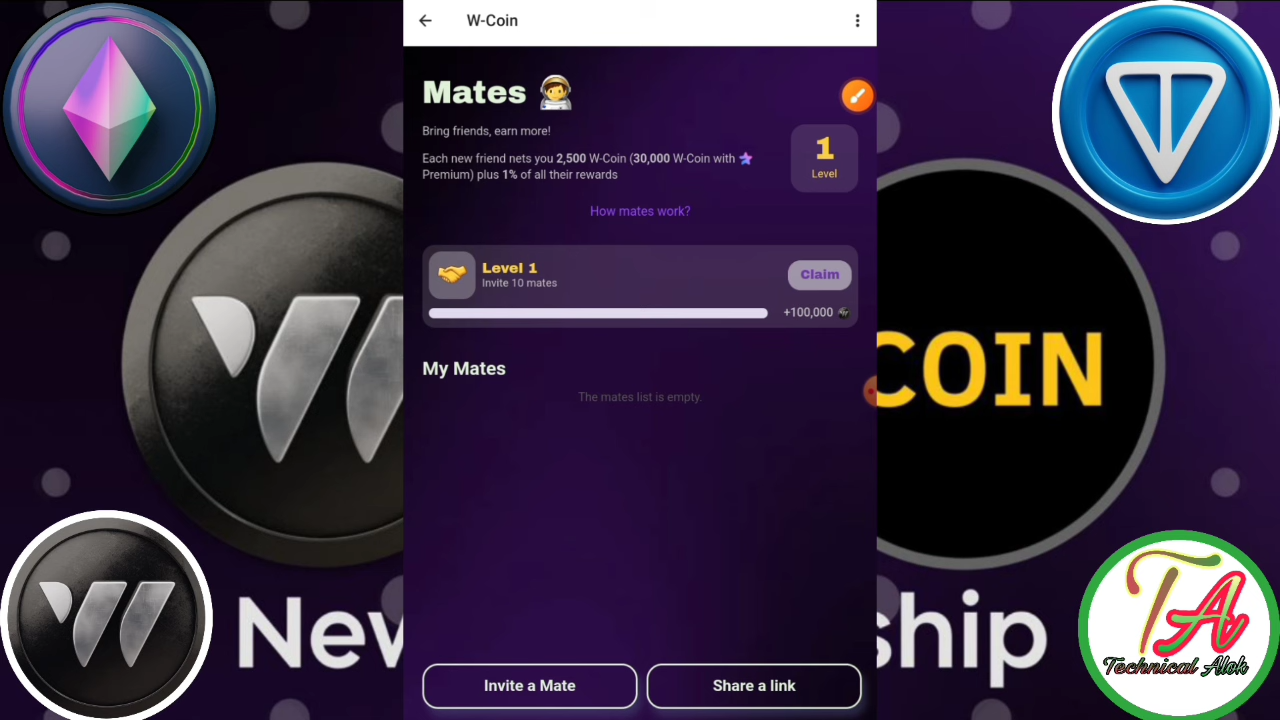 W-Coin
Mates
Bring friends, earn more!
Each new friend nets you 2,500 W-Coin (30,000 W-Coin with
Premium) plus 1% of all their rewards
1
Level
How mates work?
Level 1
Invite 10 mates
Claim
+100,000
My Mates
The mates list is empty.
Invite a Mate
Share a link
COIN
New
ship
TA
Technical Alok